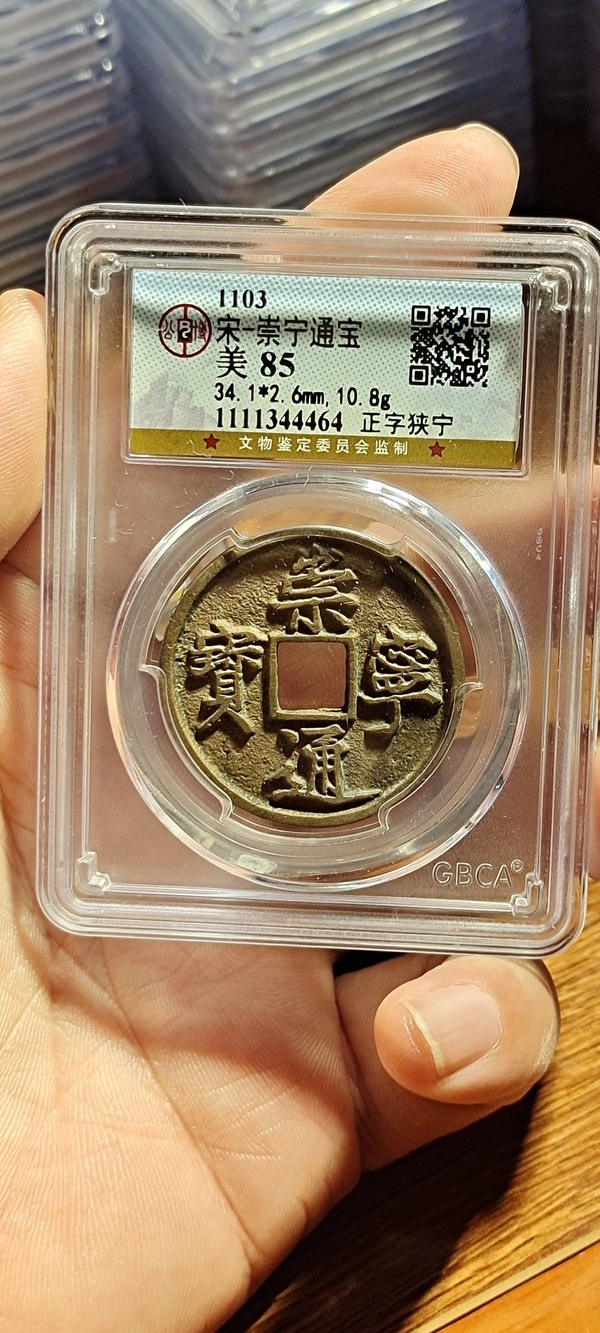 1103
宋-崇宁通宝
美 85
34.1*2.6mm, 10.8g
1111344464 正字狭宁
文物鉴定委员会监制
崇
寶 寧
通
GBCA®